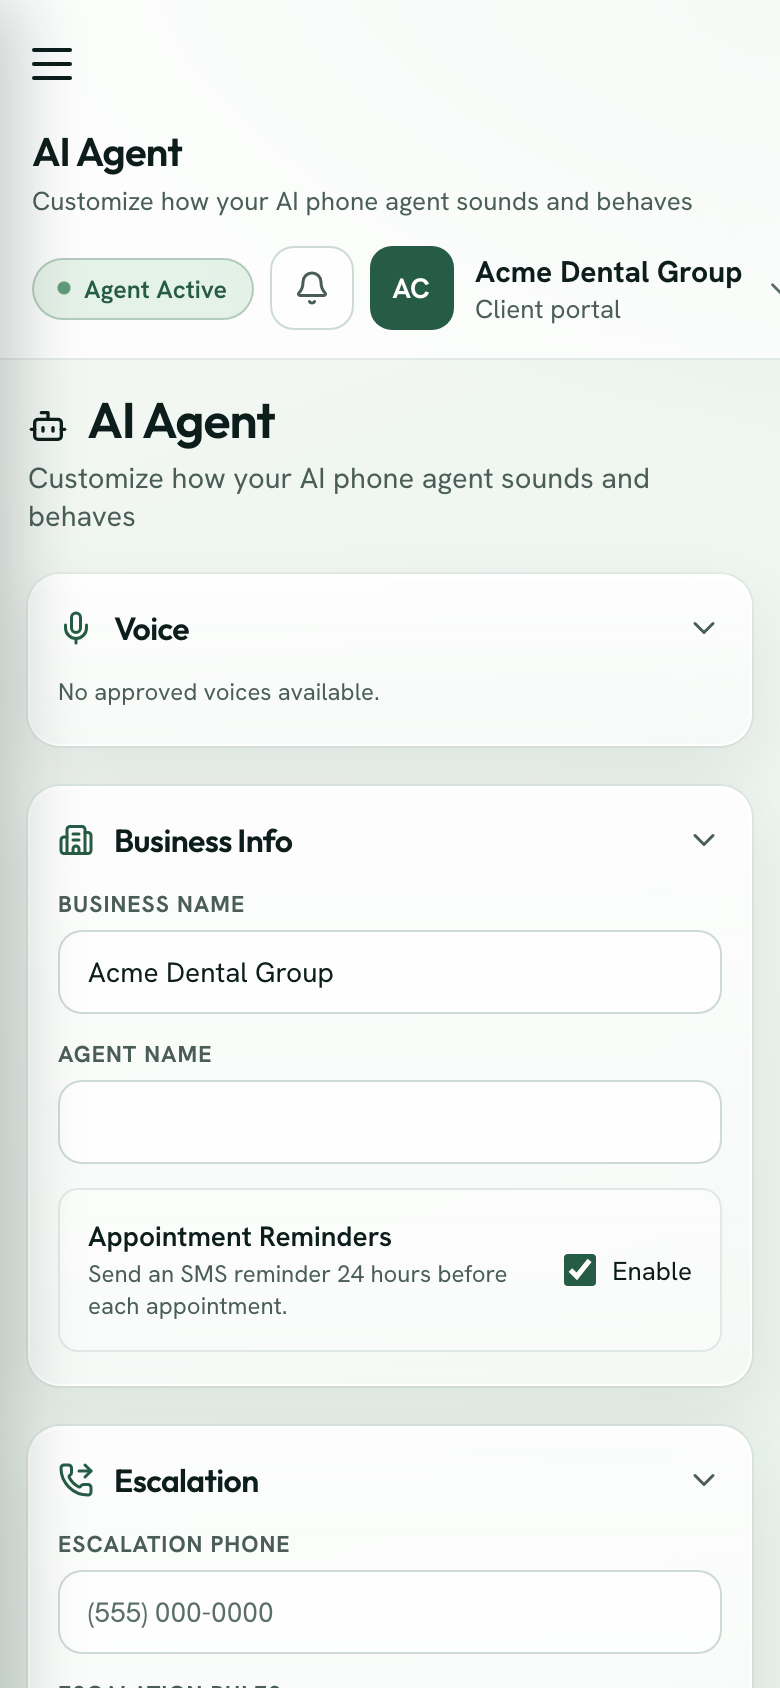 AI Agent
Customize how your AI phone agent sounds and behaves
Agent Active
AC
Acme Dental Group
Client portal
AI Agent
Customize how your AI phone agent sounds and
behaves
Voice
No approved voices available.
Business Info
BUSINESS NAME
Acme Dental Group
AGENT NAME
Appointment Reminders
Send an SMS reminder 24 hours before
each appointment.
Enable
Escalation
ESCALATION PHONE
(555) 000-0000